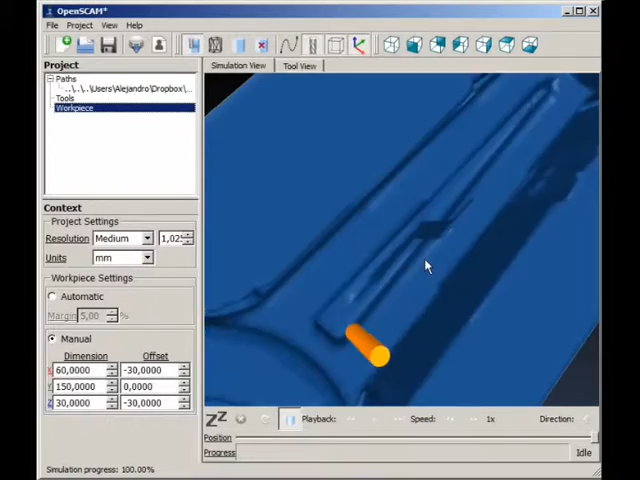 OpenSCAM*
File Project View Help
Project
Simulation View Tool View
Paths
..\..\..\Users\Alejandro\Dropbox\...
Tools
Workpiece
Context
Project Settings
Resolution Medium
Units mm
Workpiece Settings
Automatic
Margin 5,00 %
Manual
Dimension Offset
X 60,0000 -30,0000
Y 150,0000 0,0000
Z 30,0000 -30,0000
Playback: Speed: 1x Direction:
Position
Progress Idle
Simulation progress: 100.00%